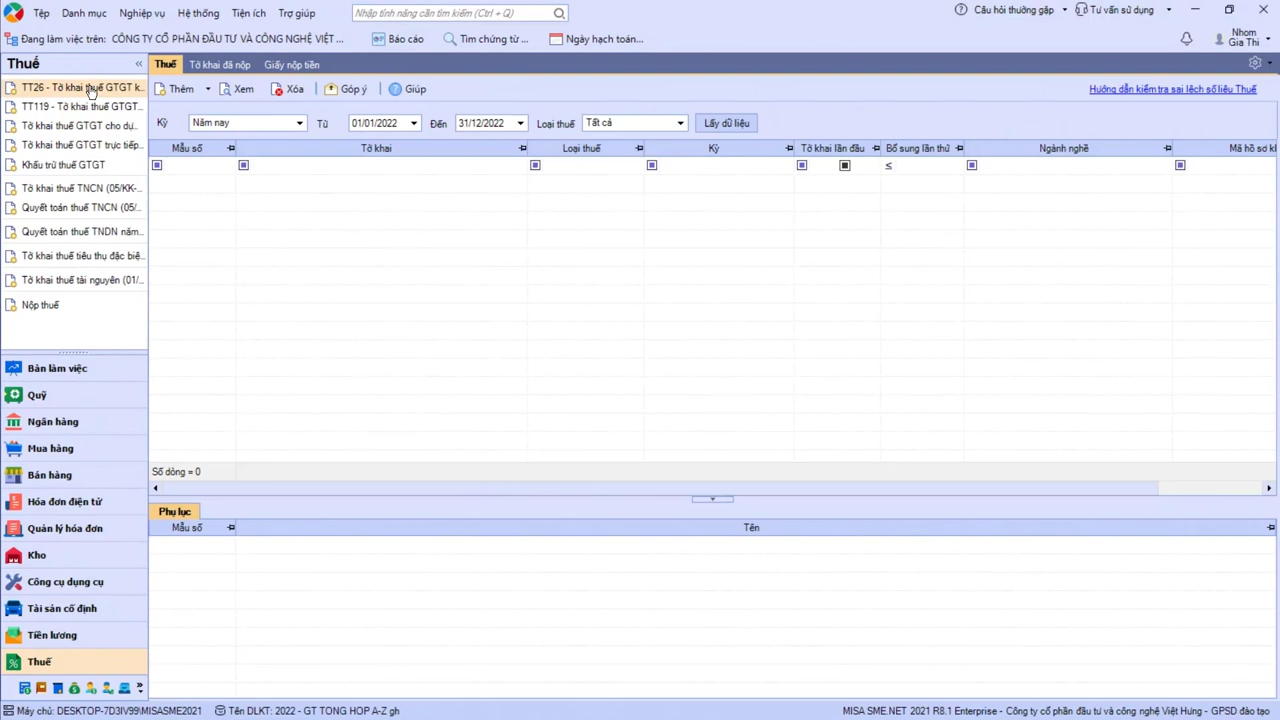 Tệp Danh mục Nghiệp vụ Hệ thống Tiện ích Trợ giúp Nhập tính năng cần tìm kiếm (Ctrl + Q) Câu hỏi thường gặp Tư vấn sử dụng
Đang làm việc trên: CÔNG TY CỔ PHẦN ĐẦU TƯ VÀ CÔNG NGHỆ VIỆT ... Báo cáo Tìm chứng từ ... Ngày hạch toán... Nhom Gia Thi
Thuế «
Thuế Tờ khai đã nộp Giấy nộp tiền
TT26 - Tờ khai thuế GTGT k...
TT119 - Tờ khai thuế GTGT...
Tờ khai thuế GTGT cho dự...
Tờ khai thuế GTGT trực tiếp...
Khấu trừ thuế GTGT
Tờ khai thuế TNCN (05/KK-...
Quyết toán thuế TNCN (05/...
Quyết toán thuế TNDN năm...
Tờ khai thuế tiêu thụ đặc biệ...
Tờ khai thuế tài nguyên (01/...
Nộp thuế
Bàn làm việc
Quỹ
Ngân hàng
Mua hàng
Bán hàng
Hóa đơn điện tử
Quản lý hóa đơn
Kho
Công cụ dụng cụ
Tài sản cố định
Tiền lương
Thuế
Thêm Xem Xóa Góp ý Giúp Hướng dẫn kiểm tra sai lệch số liệu Thuế
Kỳ Năm nay Từ 01/01/2022 Đến 31/12/2022 Loại thuế Tất cả Lấy dữ liệu
Mẫu số Tờ khai Loại thuế Kỳ Tờ khai lần đầu Bổ sung lần thứ Ngành nghề Mã hồ sơ kl
≤
Số dòng = 0
Phụ lục
Mẫu số Tên
Máy chủ: DESKTOP-7D3IV99\MISASME2021 Tên DLKT: 2022 - GT TONG HOP A-Z gh MISA SME.NET 2021 R8.1 Enterprise - Công ty cổ phần đầu tư và công nghệ Việt Hưng - GPSD đào tạo